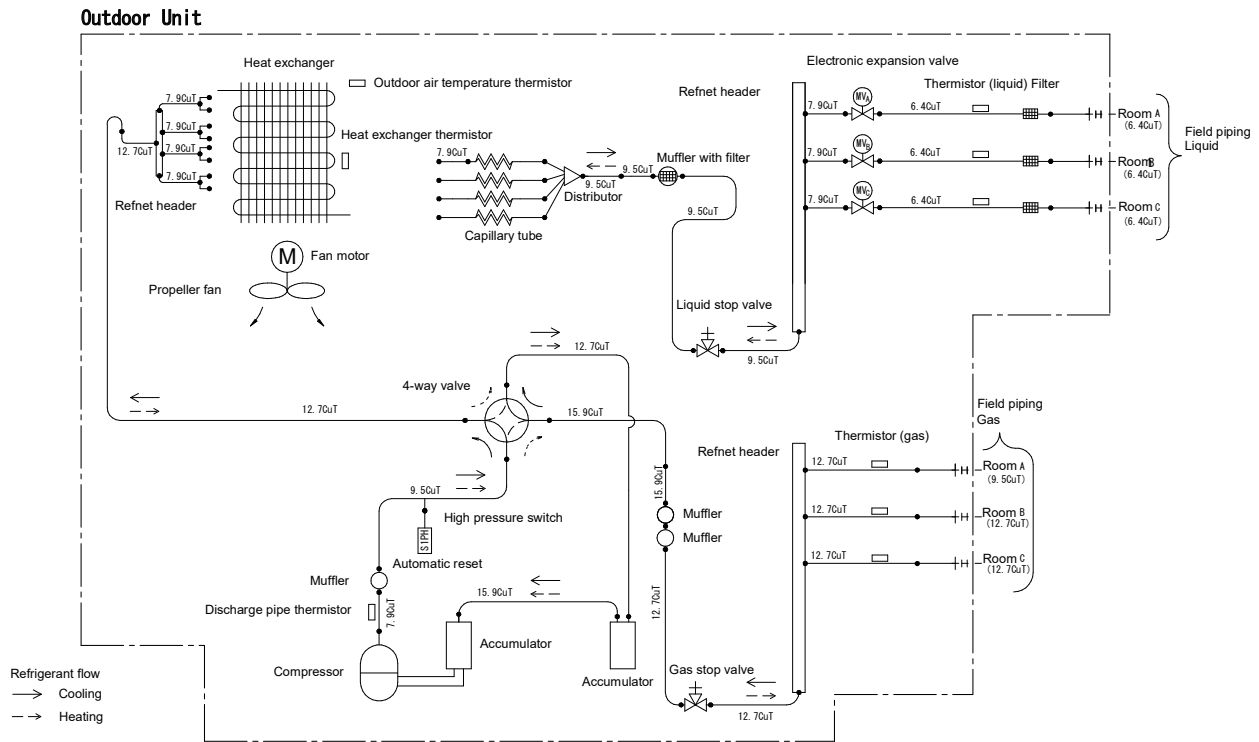 Outdoor Unit
Heat exchanger
Outdoor air temperature thermistor
Heat exchanger thermistor
7.9CuT
7.9CuT
7.9CuT
7.9CuT
12.7CuT
Refnet header
M
Fan motor
Propeller fan
7.9CuT
Capillary tube
Distributor
9.5CuT
9.5CuT
Muffler with filter
9.5CuT
Liquid stop valve
9.5CuT
Refnet header
Electronic expansion valve
Thermistor (liquid) Filter
7.9CuT
MVA
6.4CuT
Room A
(6.4CuT)
7.9CuT
MVB
6.4CuT
Room B
(6.4CuT)
7.9CuT
MVC
6.4CuT
Room C
(6.4CuT)
Field piping
Liquid
12.7CuT
4-way valve
12.7CuT
15.9CuT
15.9CuT
Muffler
Muffler
12.7CuT
9.5CuT
High pressure switch
S1PH
Automatic reset
Muffler
Discharge pipe thermistor
7.9CuT
Compressor
15.9CuT
Accumulator
Accumulator
Gas stop valve
12.7CuT
Refnet header
Thermistor (gas)
Field piping
Gas
12.7CuT
Room A
(9.5CuT)
12.7CuT
Room B
(12.7CuT)
12.7CuT
Room C
(12.7CuT)
Refrigerant flow
Cooling
Heating